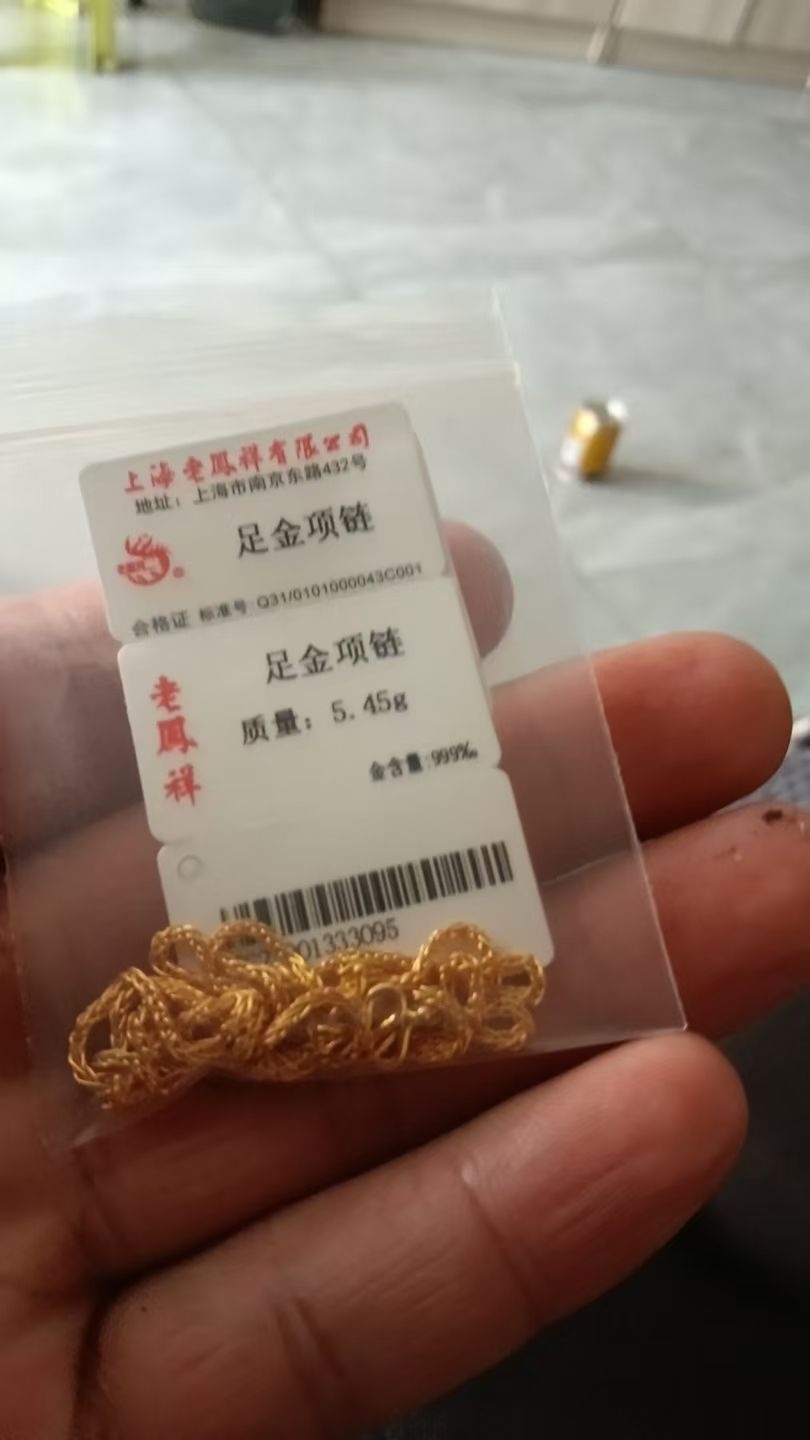 上海老鳳祥有限公司
地址：上海市南京东路432号
足金项链
合格证 标准号 Q31/0101000043C001
足金项链
老鳳祥
质量：5.45g
金含量:999‰
01333095